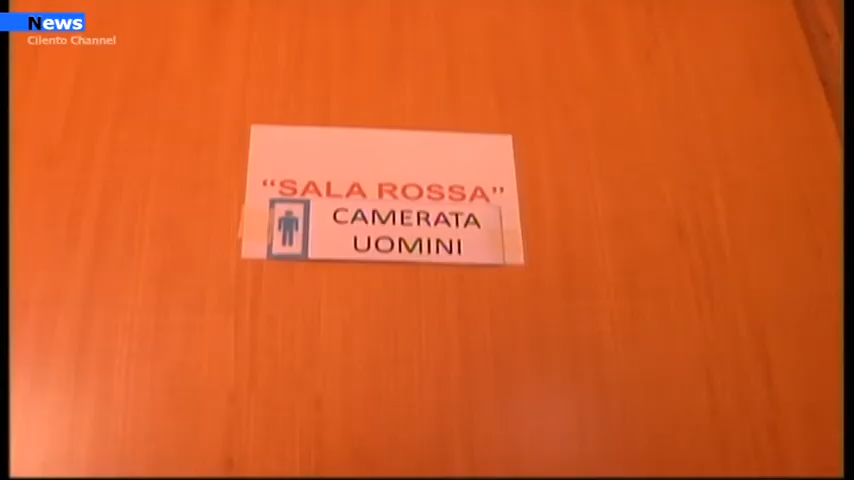 News
Cilento Channel
“SALA ROSSA”
CAMERATA
UOMINI